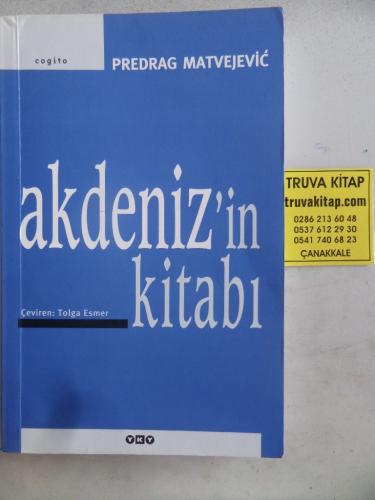 cogito
PREDRAG MATVEJEVIĆ
akdeniz'in
kitabı
Çeviren: Tolga Esmer
YKY
TRUVA KİTAP
truvakitap.com
0286 213 60 48
0537 612 29 30
0541 740 68 23
ÇANAKKALE